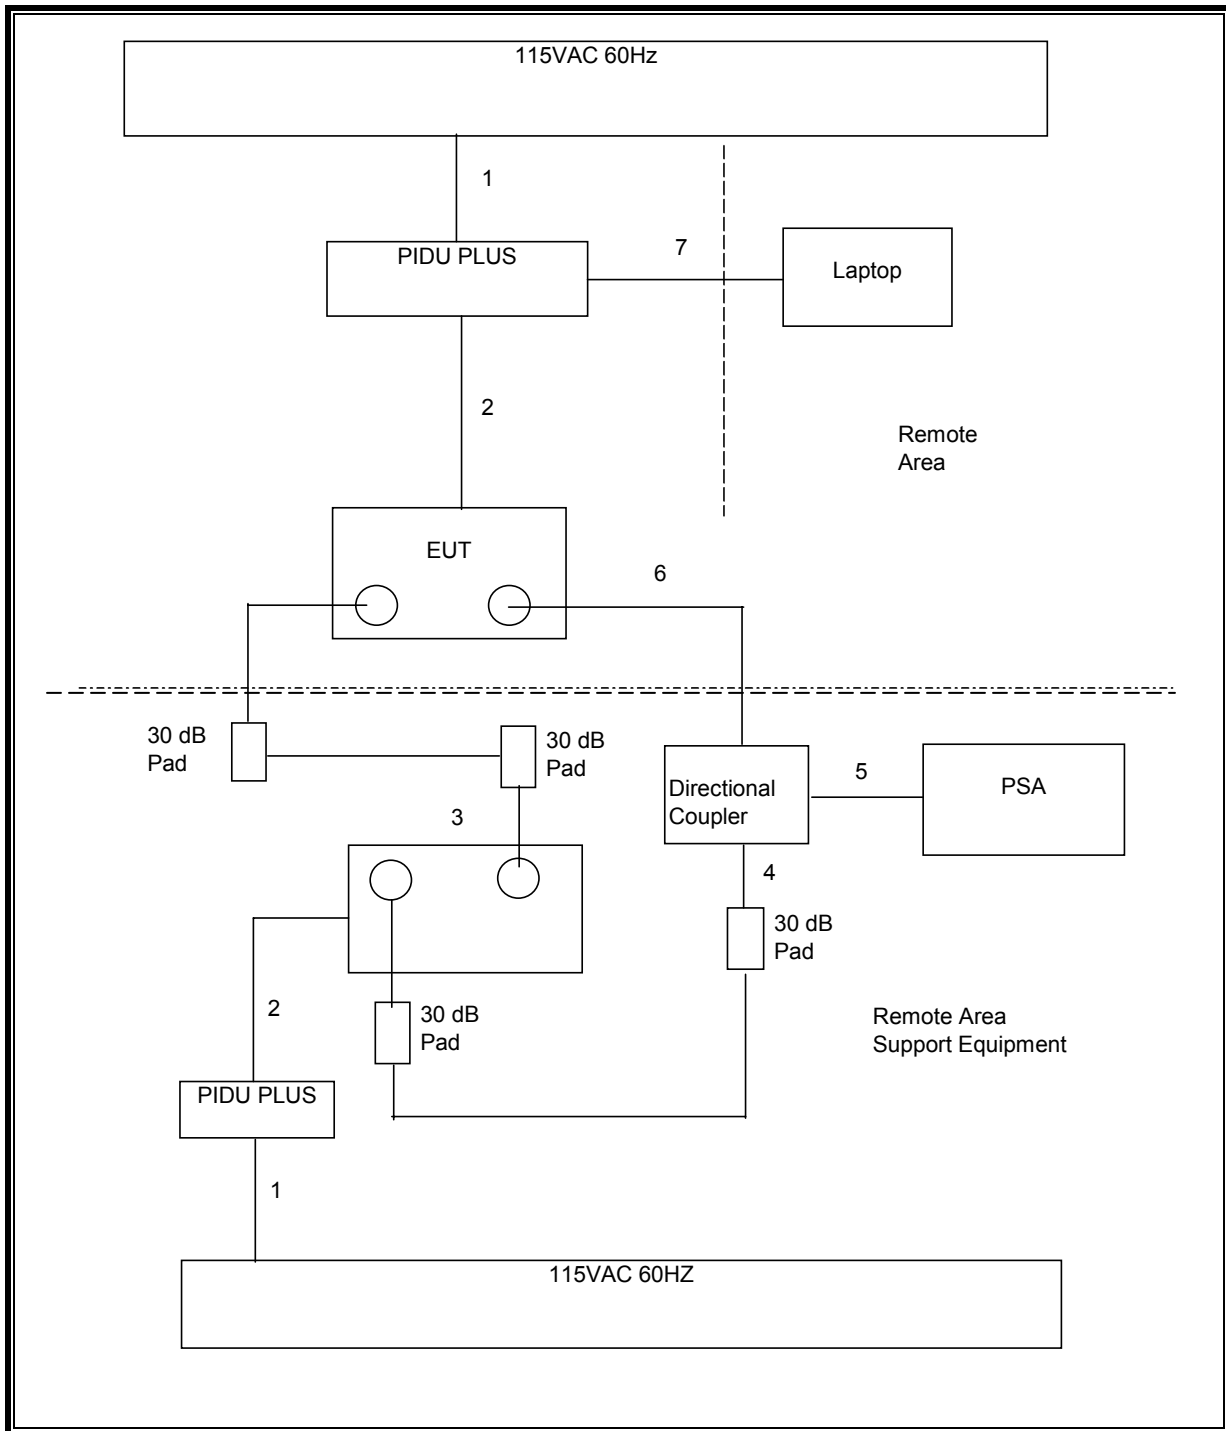 115VAC 60Hz
1
PIDU PLUS
7
Laptop
2
Remote
Area
EUT
6
30 dB
Pad
30 dB
Pad
Directional
Coupler
5
PSA
3
4
30 dB
Pad
2
30 dB
Pad
Remote Area
Support Equipment
PIDU PLUS
1
115VAC 60HZ